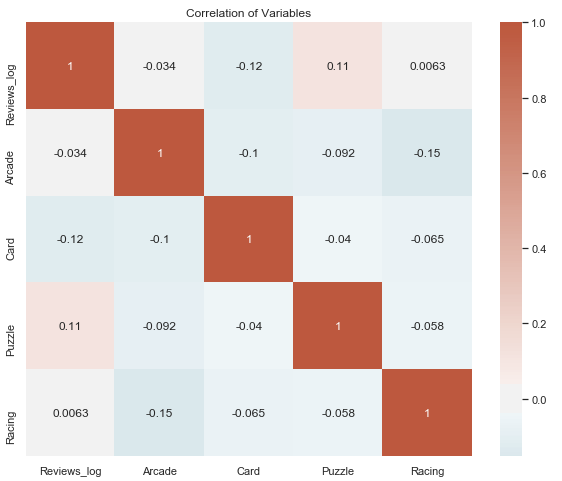 Correlation of Variables
Reviews_log 1 -0.034 -0.12 0.11 0.0063
Arcade -0.034 1 -0.1 -0.092 -0.15
Card -0.12 -0.1 1 -0.04 -0.065
Puzzle 0.11 -0.092 -0.04 1 -0.058
Racing 0.0063 -0.15 -0.065 -0.058 1
Reviews_log Arcade Card Puzzle Racing
1.0
0.8
0.6
0.4
0.2
0.0